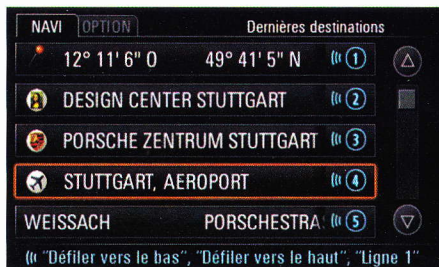 NAVI OPTION Dernières destinations
12° 11' 6" O 49° 41' 5" N 1
DESIGN CENTER STUTTGART 2
PORSCHE ZENTRUM STUTTGART 3
STUTTGART, AEROPORT 4
WEISSACH PORSCHESTRA 5
"Défiler vers le bas", "Défiler vers le haut", "Ligne 1"